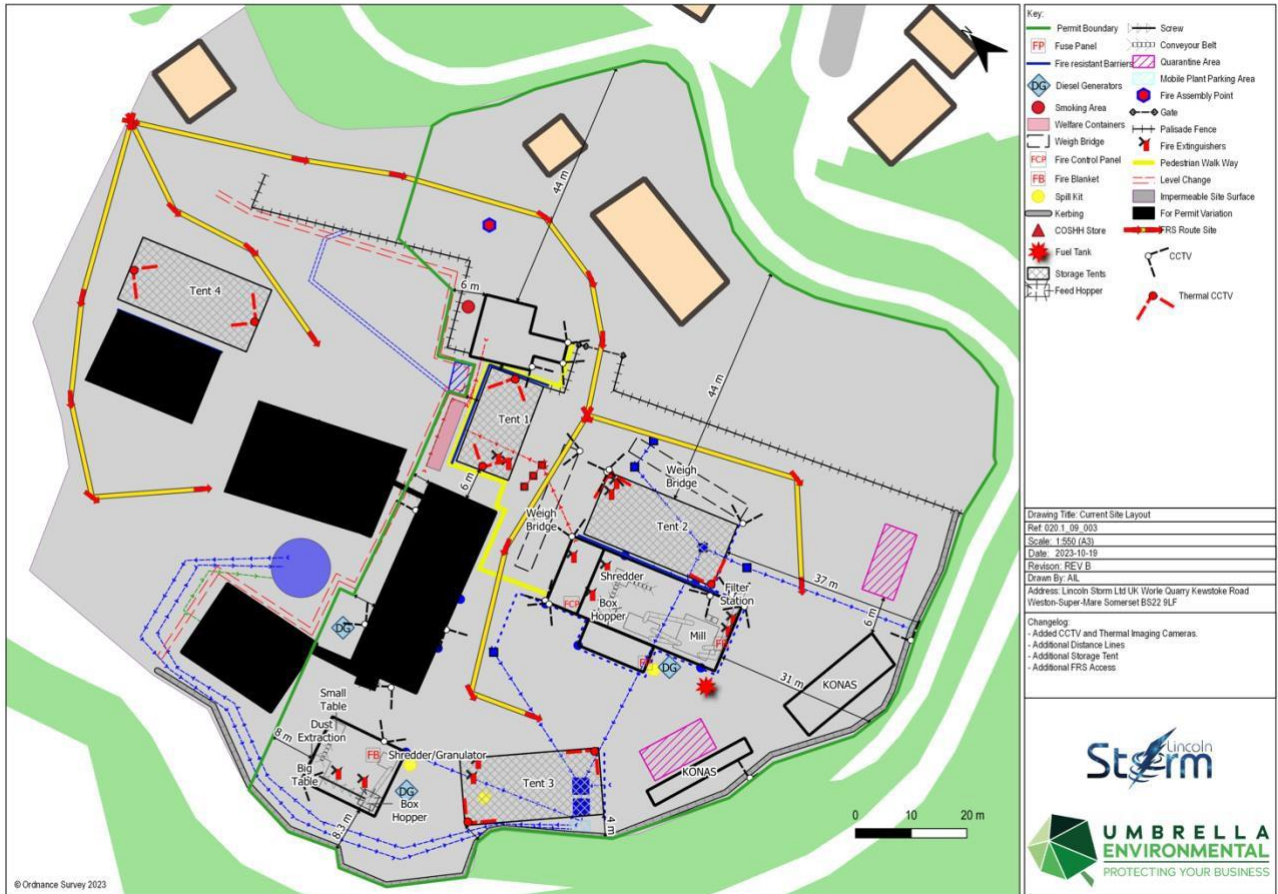 44 m
6 m
Tent 4
Tent 1
6 m
44 m
Weigh
Bridge
Weigh
Bridge
Tent 2
37 m
Shredder
Filter
Station
Box
Hopper
FCP
Mill
6 m
FB
DG
DG
31 m
KONAS
Small
Table
Dust
Extraction
8 m
FB
Shredder/Granulator
Big
Table
DG
Box
Hopper
Tent 3
KONAS
8.3 m
4 m
0 10 20 m
© Ordnance Survey 2023
Key:
Permit Boundary
FP Fuse Panel
Fire resistant Barriers
DG Diesel Generators
Smoking Area
Welfare Containers
Weigh Bridge
FCP Fire Control Panel
FB Fire Blanket
Spill Kit
Kerbing
COSHH Store
Fuel Tank
Storage Tents
Feed Hopper
Screw
Conveyour Belt
Quarantine Area
Mobile Plant Parking Area
Fire Assembly Point
Gate
Palisade Fence
Fire Extinguishers
Pedestrian Walk Way
Level Change
Impermeable Site Surface
For Permit Variation
FRS Route Site
CCTV
Thermal CCTV
Drawing Title: Current Site Layout
Ref: 020.1_09_003
Scale: 1:550 (A3)
Date: 2023-10-19
Revison: REV B
Drawn By: AIL
Address: Lincoln Storm Ltd UK Worle Quarry Kewstoke Road
Weston-Super-Mare Somerset BS22 9LF
Changelog:
- Added CCTV and Thermal Imaging Cameras.
- Additional Distance Lines
- Additional Storage Tent
- Additional FRS Access
Lincoln
Storm
UMBRELLA
ENVIRONMENTAL
PROTECTING YOUR BUSINESS